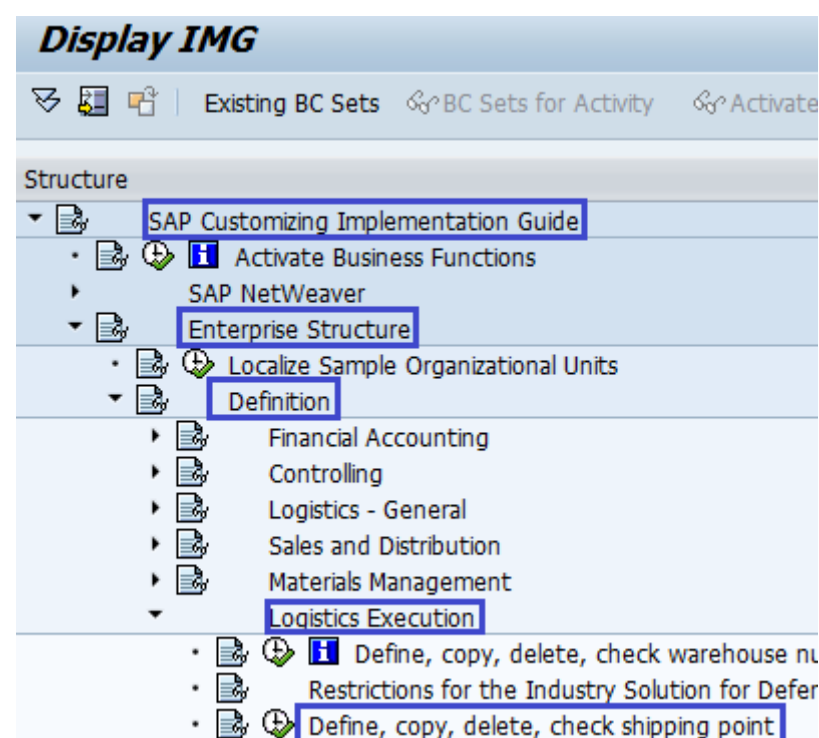 Display IMG
Existing BC Sets BC Sets for Activity Activate
Structure
SAP Customizing Implementation Guide
Activate Business Functions
SAP NetWeaver
Enterprise Structure
Localize Sample Organizational Units
Definition
Financial Accounting
Controlling
Logistics - General
Sales and Distribution
Materials Management
Logistics Execution
Define, copy, delete, check warehouse nu
Restrictions for the Industry Solution for Defen
Define, copy, delete, check shipping point